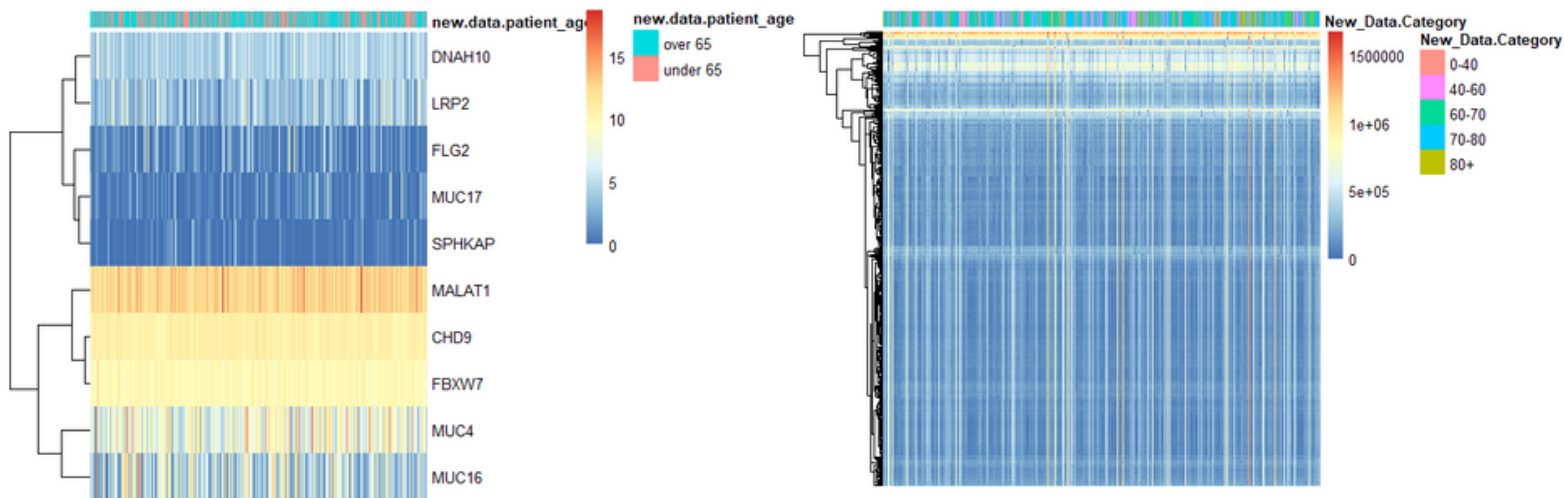 new.data.patient_age
DNAH10
LRP2
FLG2
MUC17
SPHKAP
MALAT1
CHD9
FBXW7
MUC4
MUC16
15
10
5
0
new.data.patient_age
over 65
under 65
New_Data.Category
1500000
1e+06
5e+05
0
New_Data.Category
0-40
40-60
60-70
70-80
80+